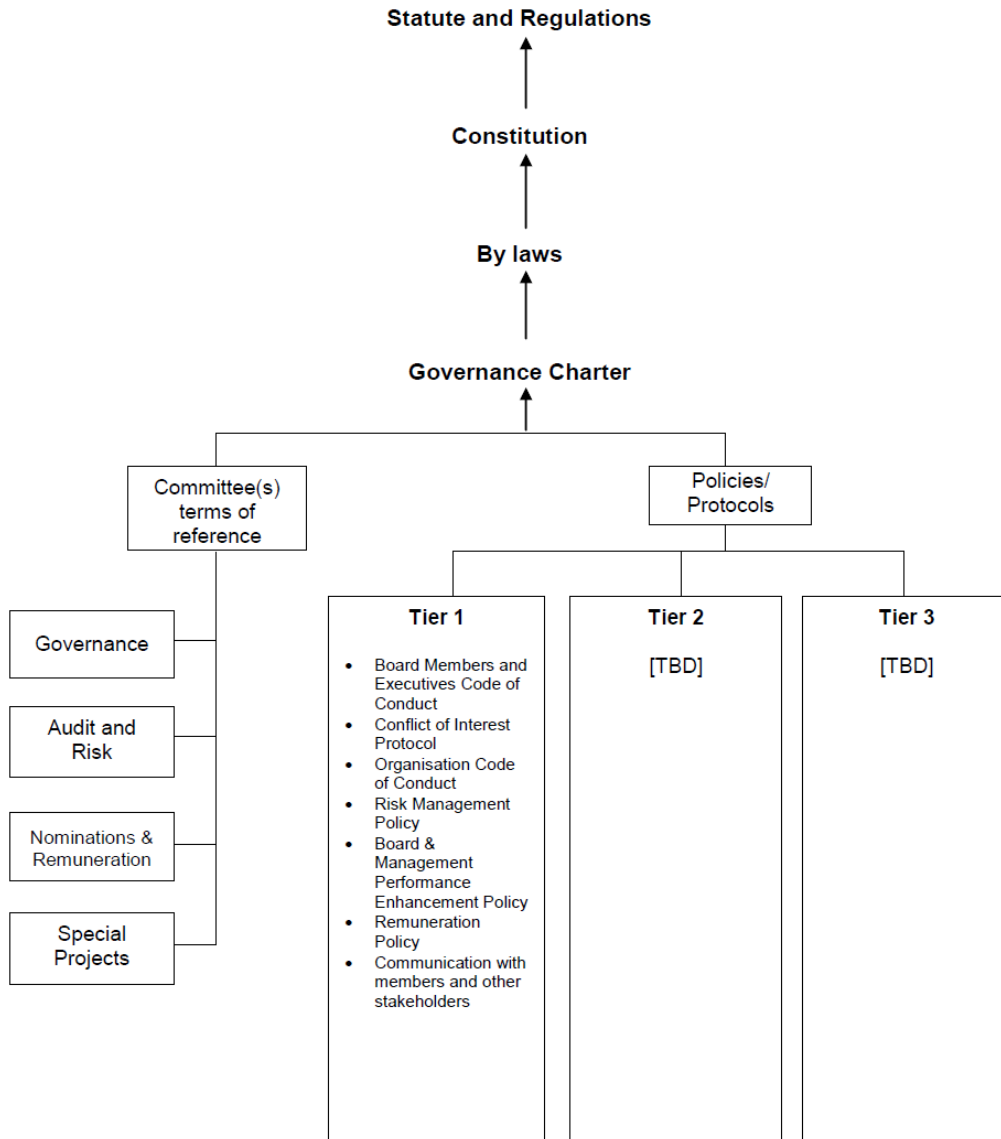 Statute and Regulations
Constitution
By laws
Governance Charter
Committee(s)
terms of
reference
Policies/
Protocols
Governance
Audit and
Risk
Nominations &
Remuneration
Special
Projects
Tier 1
• Board Members and
Executives Code of
Conduct
• Conflict of Interest
Protocol
• Organisation Code
of Conduct
• Risk Management
Policy
• Board &
Management
Performance
Enhancement Policy
• Remuneration
Policy
• Communication with
members and other
stakeholders
Tier 2
[TBD]
Tier 3
[TBD]